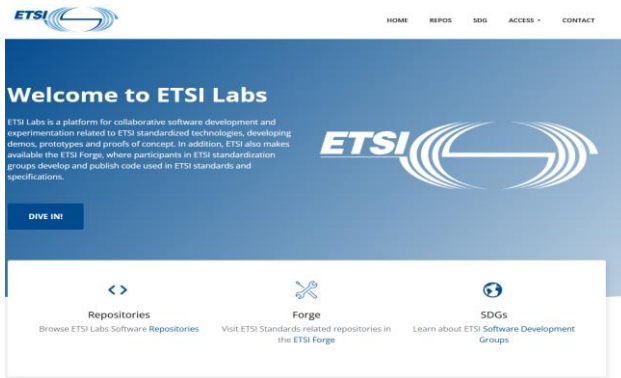 ETSI
HOME REPOS SDG ACCESS CONTACT
Welcome to ETSI Labs
ETSI Labs is a platform for collaborative software development and
experimentation related to ETSI standardized technologies, developing
demos, prototypes and proofs of concept. In addition, ETSI also makes
available the ETSI Forge, where participants in ETSI standardization
groups develop and publish code used in ETSI standards and
specifications.
ETSI
DIVE IN!
Repositories
Browse ETSI Labs Software Repositories
Forge
Visit ETSI Standards related repositories in
the ETSI Forge
SDGs
Learn about ETSI Software Development
Groups